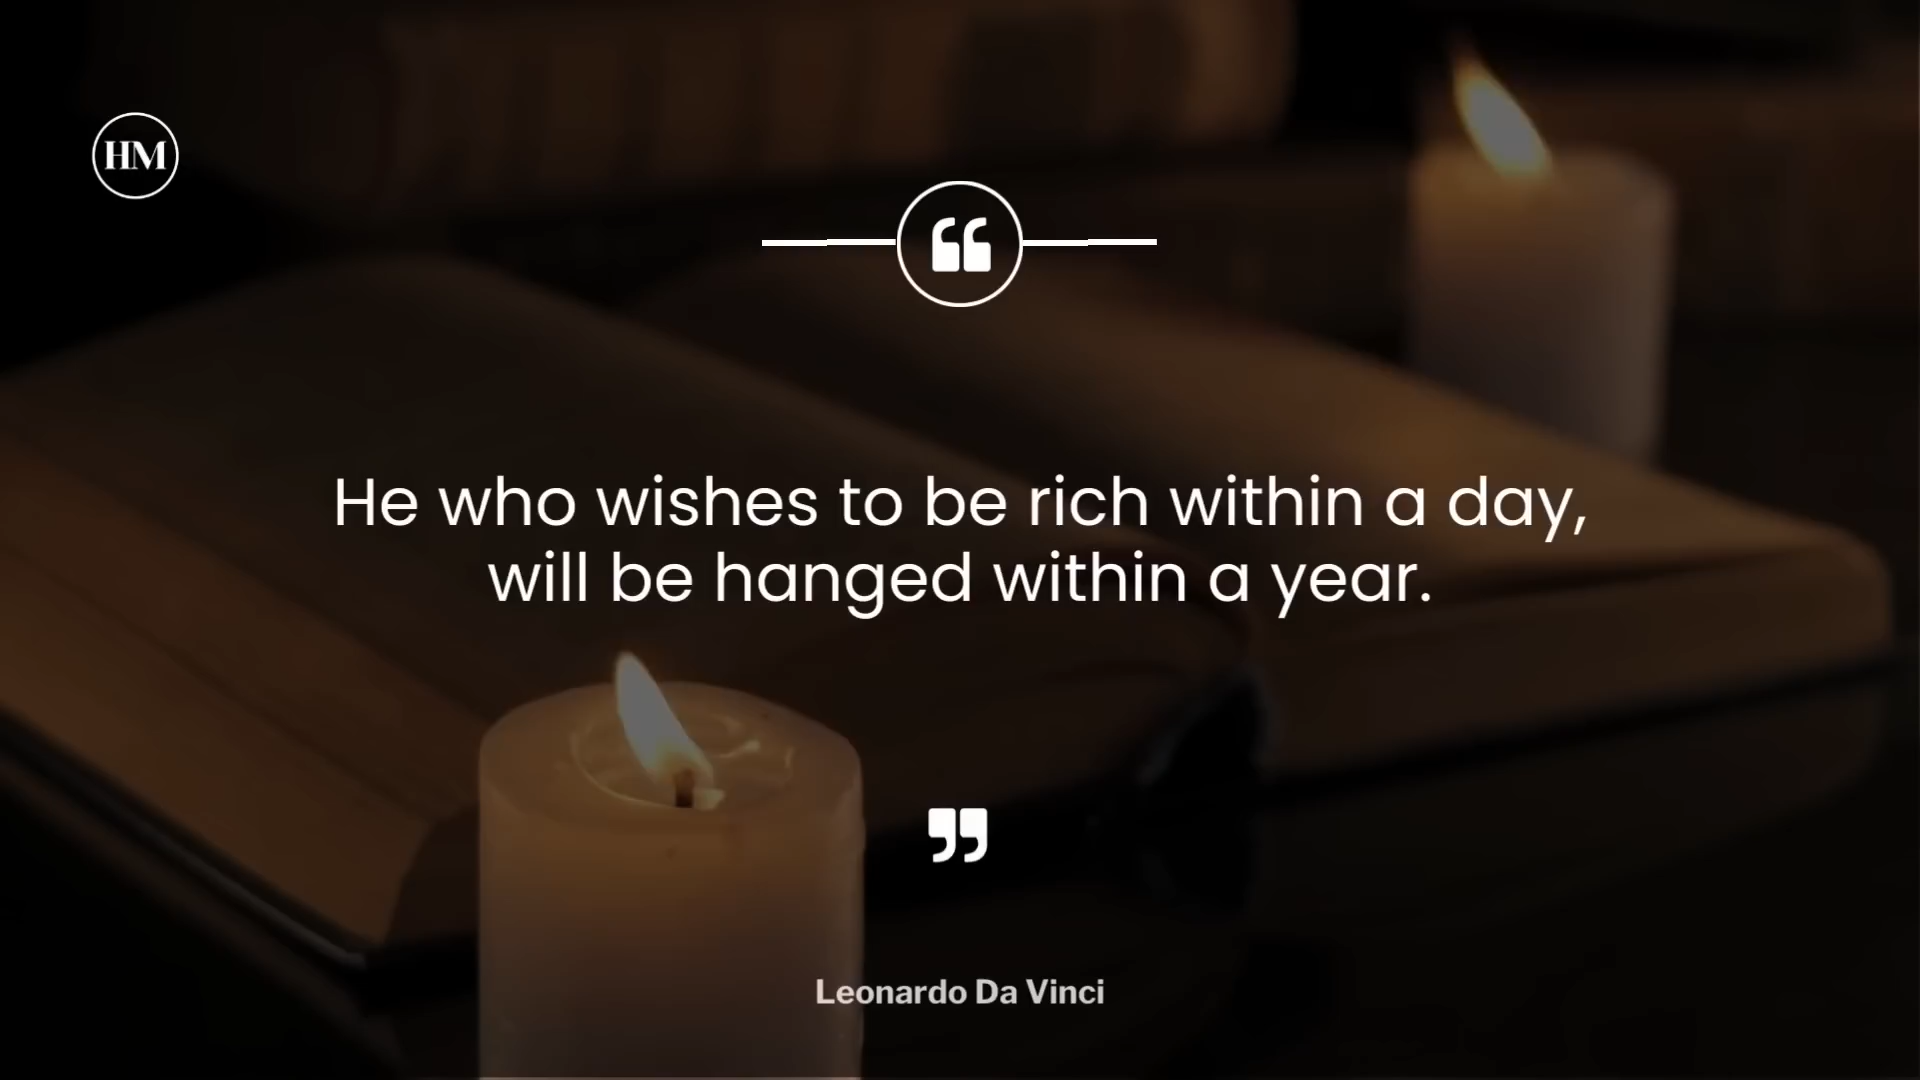 HM
“
He who wishes to be rich within a day,
will be hanged within a year.
”
Leonardo Da Vinci